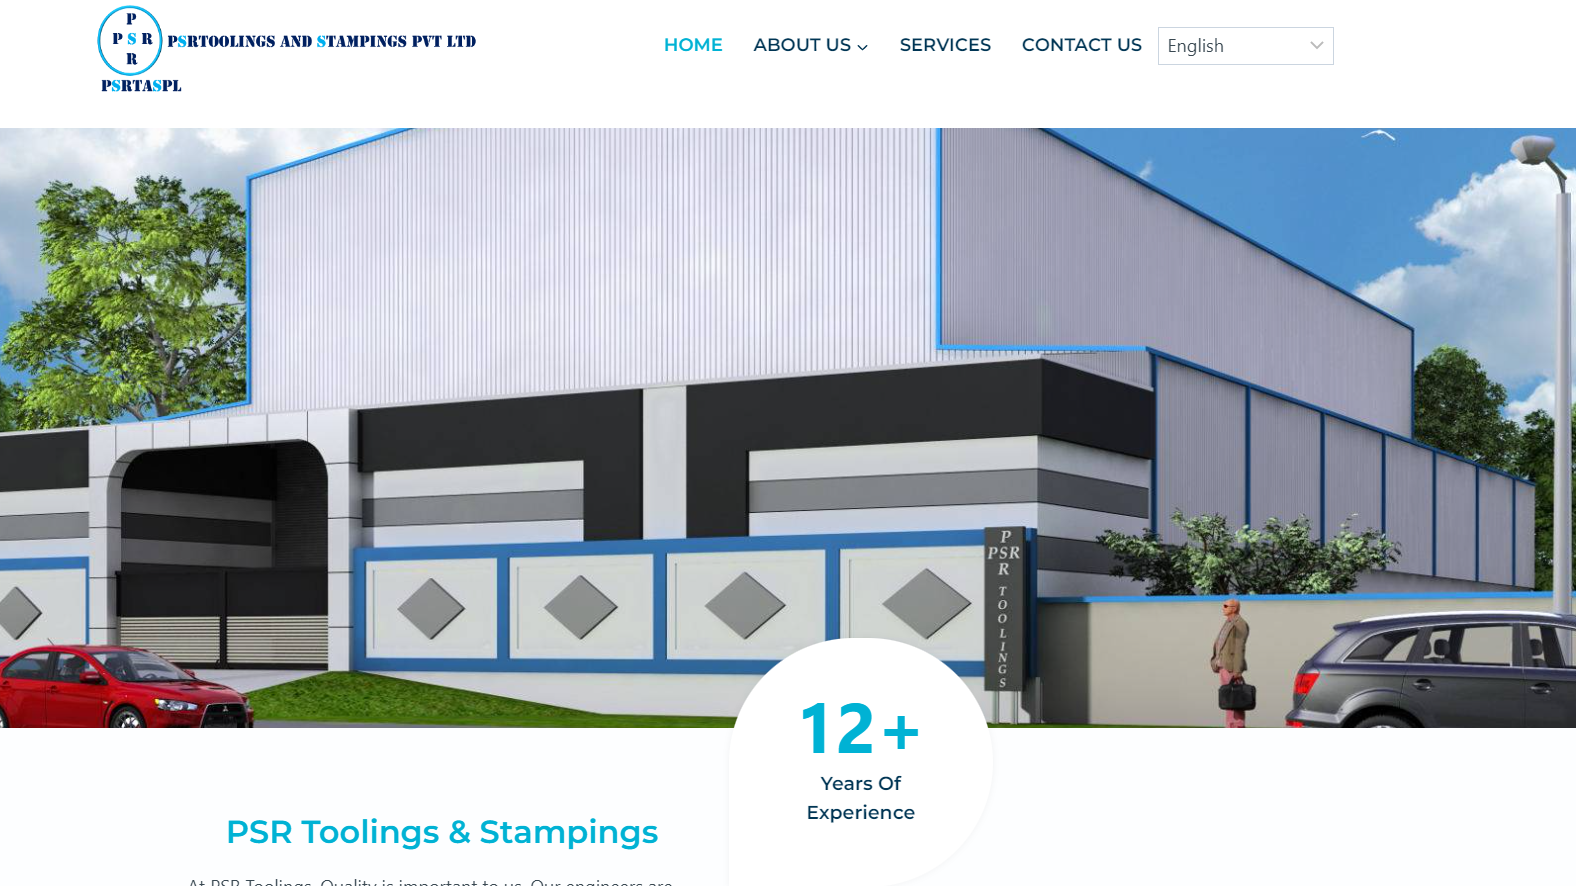 P
P S R
R
PSRTOOLINGS AND STAMPINGS PVT LTD
PSRTASPL
HOME
ABOUT US
SERVICES
CONTACT US
English
P
PSR
R
TOOLINGS
12+
Years Of
Experience
PSR Toolings & Stampings
At PSR Toolings, Quality is important to us. Our engineers are